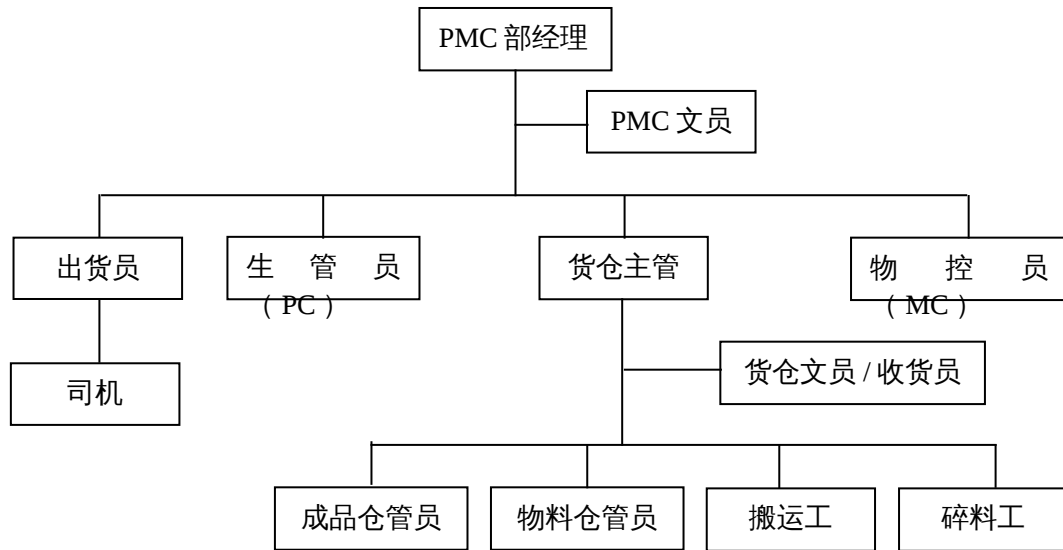 PMC 部经理
PMC 文员
出货员
生 管 员
（ PC ）
货仓主管
物 控 员
（ MC ）
司机
货仓文员 / 收货员
成品仓管员
物料仓管员
搬运工
碎料工